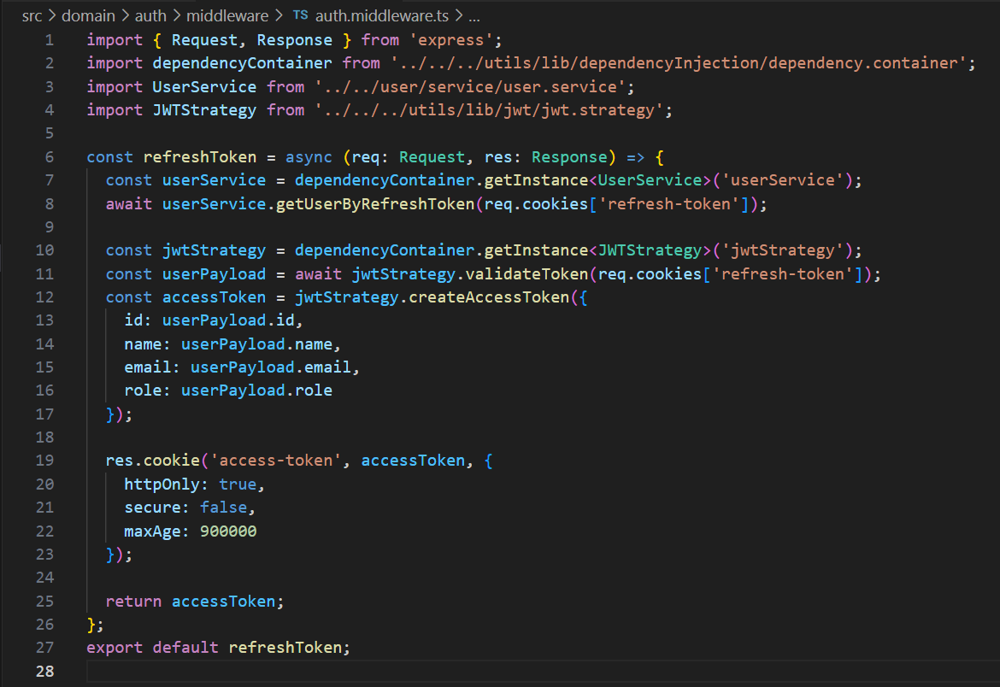 src > domain > auth > middleware > TS auth.middleware.ts > ...
1 import { Request, Response } from 'express';
2 import dependencyContainer from '../../../utils/lib/dependencyInjection/dependency.container';
3 import UserService from '../../user/service/user.service';
4 import JWTStrategy from '../../../utils/lib/jwt/jwt.strategy';
5
6 const refreshToken = async (req: Request, res: Response) => {
7   const userService = dependencyContainer.getInstance<UserService>('userService');
8   await userService.getUserByRefreshToken(req.cookies['refresh-token']);
9
10   const jwtStrategy = dependencyContainer.getInstance<JWTStrategy>('jwtStrategy');
11   const userPayload = await jwtStrategy.validateToken(req.cookies['refresh-token']);
12   const accessToken = jwtStrategy.createAccessToken({
13     id: userPayload.id,
14     name: userPayload.name,
15     email: userPayload.email,
16     role: userPayload.role
17   });
18
19   res.cookie('access-token', accessToken, {
20     httpOnly: true,
21     secure: false,
22     maxAge: 900000
23   });
24
25   return accessToken;
26 };
27 export default refreshToken;
28